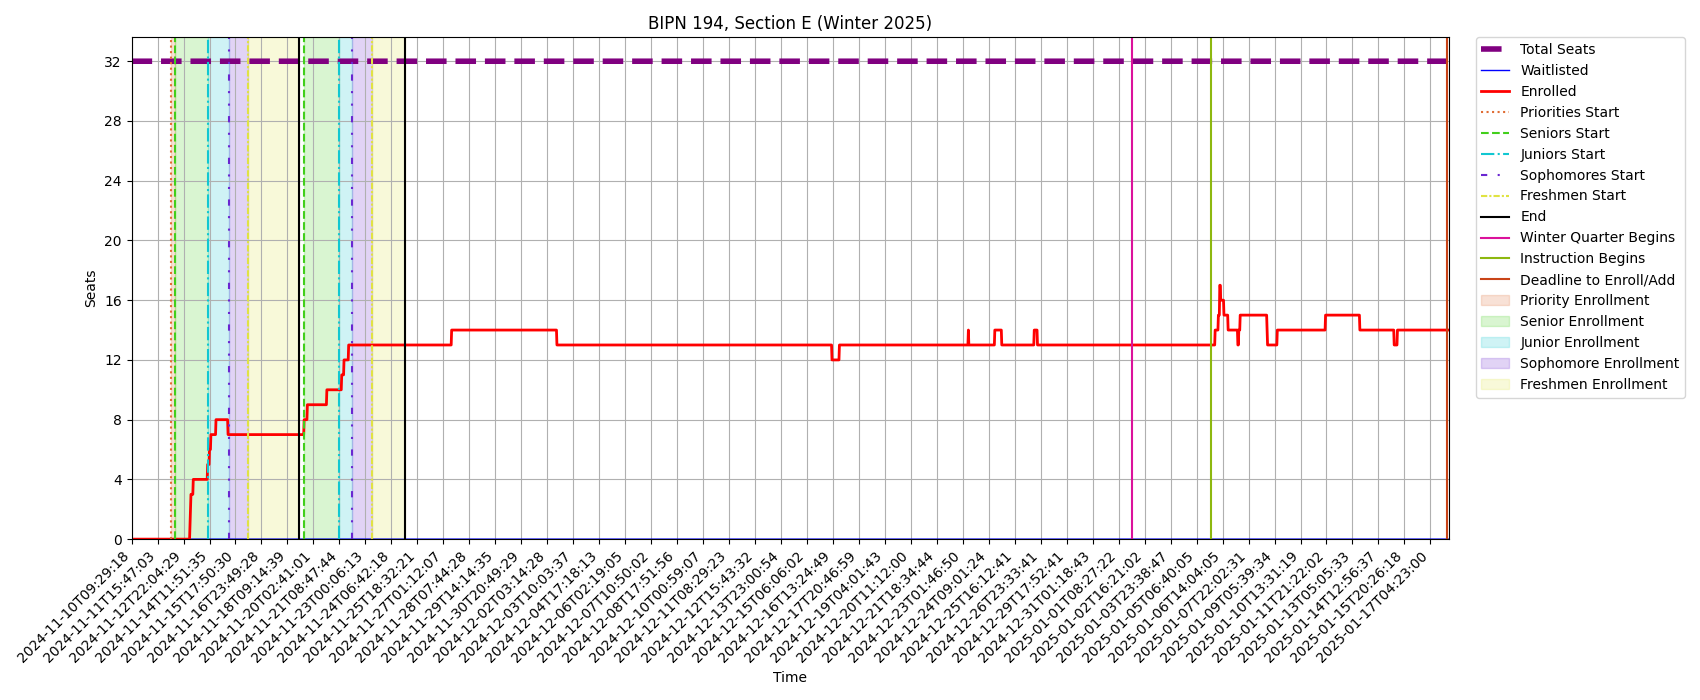 BIPN 194, Section E (Winter 2025)
Seats
32
28
24
20
16
12
8
4
0
2024-11-10T09:29:18
2024-11-11T15:47:03
2024-11-12T22:04:29
2024-11-14T11:51:35
2024-11-15T17:50:30
2024-11-16T23:49:28
2024-11-18T09:14:39
2024-11-20T02:41:01
2024-11-21T08:47:44
2024-11-23T00:06:13
2024-11-24T06:42:18
2024-11-25T18:32:21
2024-11-27T01:12:07
2024-11-28T07:44:28
2024-11-29T14:14:35
2024-11-30T20:49:29
2024-12-02T03:14:28
2024-12-03T10:03:37
2024-12-04T17:18:13
2024-12-06T02:19:05
2024-12-07T10:50:02
2024-12-08T17:51:56
2024-12-10T00:59:07
2024-12-11T08:29:23
2024-12-12T15:43:32
2024-12-13T23:00:54
2024-12-15T06:06:02
2024-12-16T13:24:49
2024-12-17T20:46:59
2024-12-19T04:01:43
2024-12-20T11:12:00
2024-12-21T18:34:44
2024-12-23T01:46:50
2024-12-24T09:01:24
2024-12-25T16:12:41
2024-12-26T23:33:41
2024-12-29T17:52:41
2024-12-31T01:18:43
2025-01-01T08:27:22
2025-01-02T16:21:02
2025-01-03T23:38:47
2025-01-05T06:40:05
2025-01-06T14:04:05
2025-01-07T22:02:31
2025-01-09T05:39:34
2025-01-10T13:31:19
2025-01-11T21:22:02
2025-01-13T05:05:33
2025-01-14T12:56:37
2025-01-15T20:26:18
2025-01-17T04:23:00
Time
Total Seats
Waitlisted
Enrolled
Priorities Start
Seniors Start
Juniors Start
Sophomores Start
Freshmen Start
End
Winter Quarter Begins
Instruction Begins
Deadline to Enroll/Add
Priority Enrollment
Senior Enrollment
Junior Enrollment
Sophomore Enrollment
Freshmen Enrollment